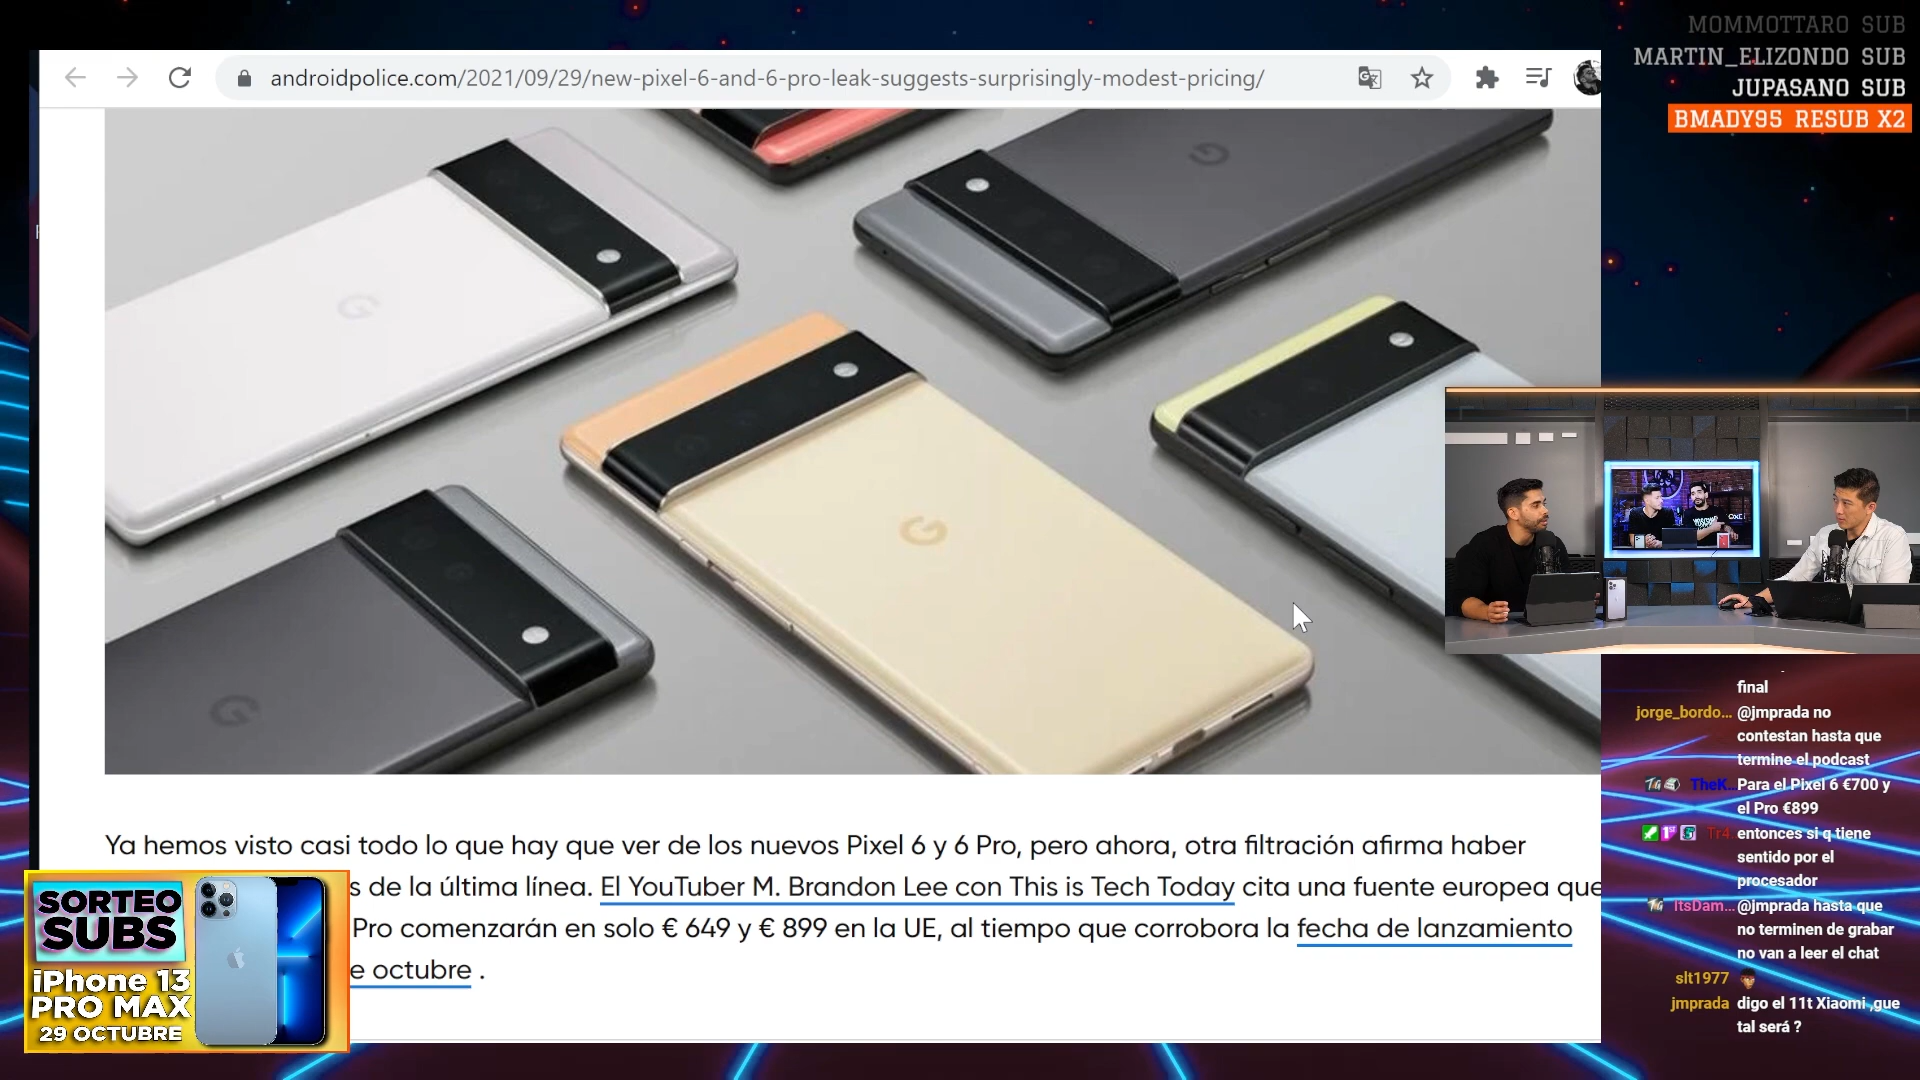 MOMMOTTARO SUB
MARTIN_ELIZONDO SUB
JUPASANO SUB
BMADY95 RESUB X2
androidpolice.com/2021/09/29/new-pixel-6-and-6-pro-leak-suggests-surprisingly-modest-pricing/
Ya hemos visto casi todo lo que hay que ver de los nuevos Pixel 6 y 6 Pro, pero ahora, otra filtración afirma haber
s de la última línea. El YouTuber M. Brandon Lee con This is Tech Today cita una fuente europea que
Pro comenzarán en solo € 649 y € 899 en la UE, al tiempo que corrobora la fecha de lanzamiento
e octubre .
SORTEO
SUBS
iPhone 13
PRO MAX
29 OCTUBRE
final
jorge_bordo... @jmprada no
contestan hasta que
termine el podcast
TheK... Para el Pixel 6 €700 y
el Pro €899
Tr4 entonces si q tiene
sentido por el
procesador
ItsDam... @jmprada hasta que
no terminen de grabar
no van a leer el chat
slt1977
jmprada digo el 11t Xiaomi ,gue
tal será ?